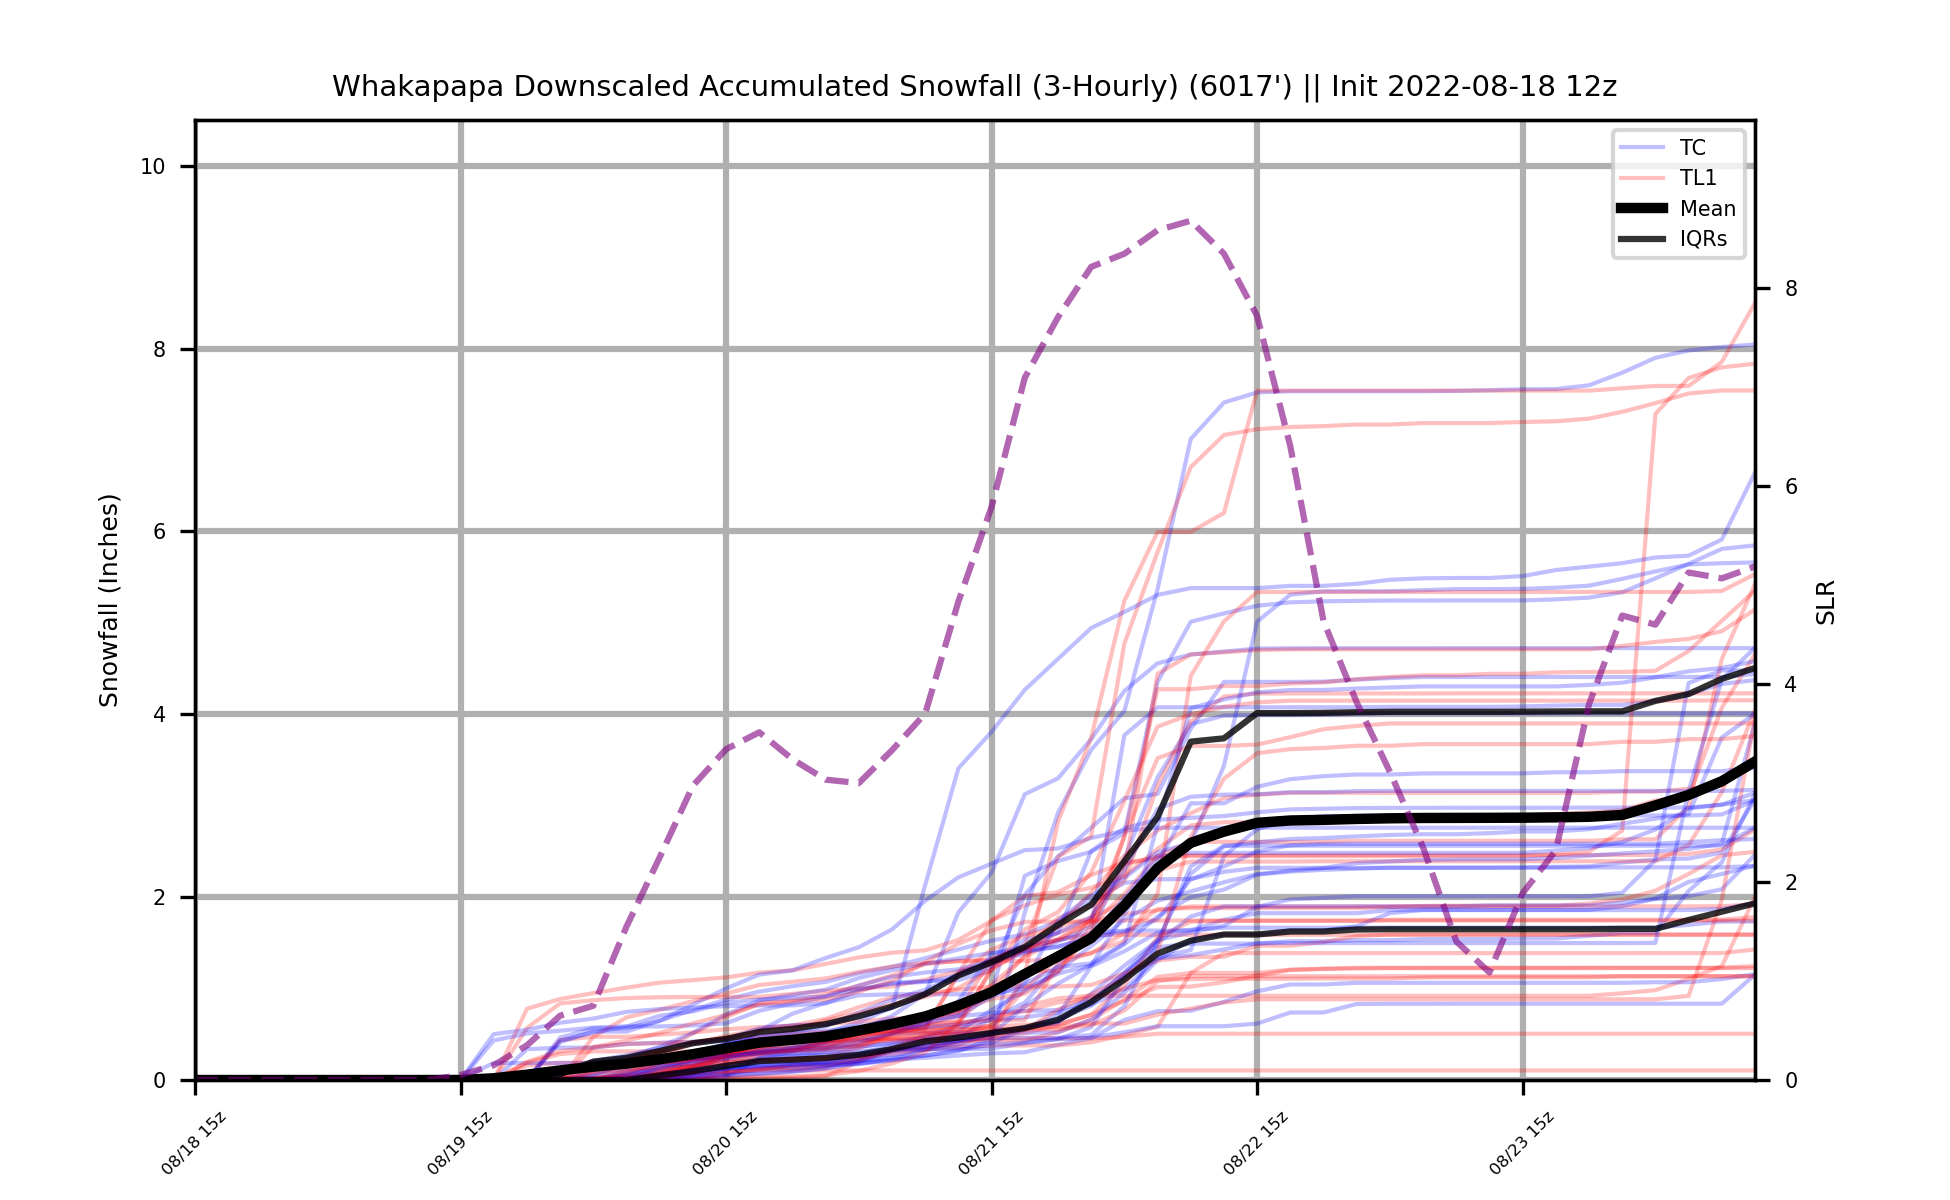 Whakapapa Downscaled Accumulated Snowfall (3-Hourly) (6017') || Init 2022-08-18 12z
TC
TL1
Mean
IQRs
Snowfall (Inches)
10
8
6
4
2
0
SLR
8
6
4
2
0
08/18 15z
08/19 15z
08/20 15z
08/21 15z
08/22 15z
08/23 15z